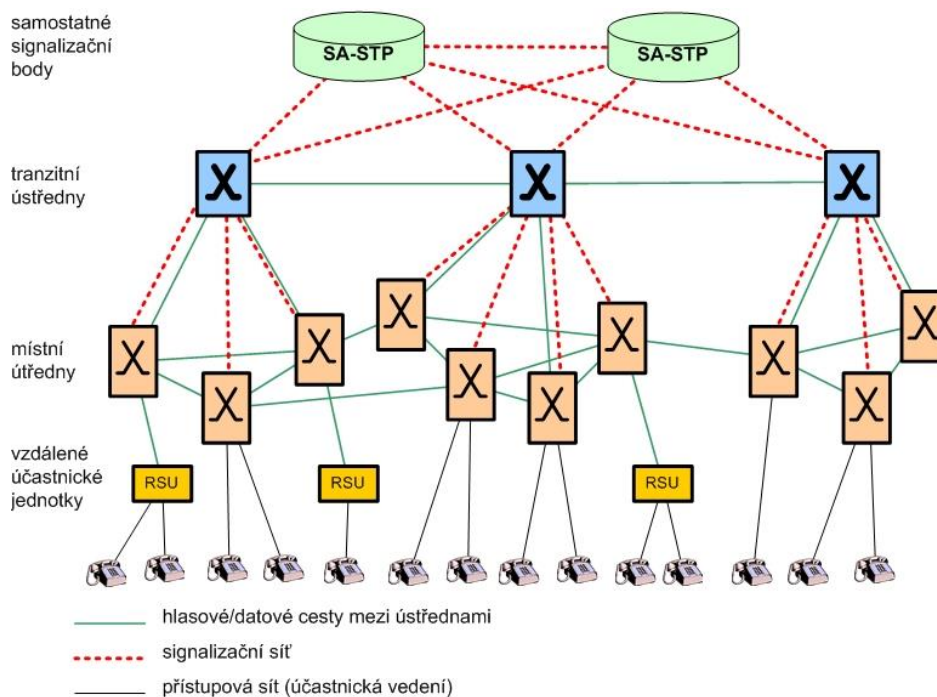 samostatné
signalizační
body
SA-STP
SA-STP
tranzitní
ústředny
místní
útředny
vzdálené
účastnické
jednotky
RSU
RSU
RSU
hlasové/datové cesty mezi ústřednami
signalizační síť
přístupová sít (účastnická vedení)